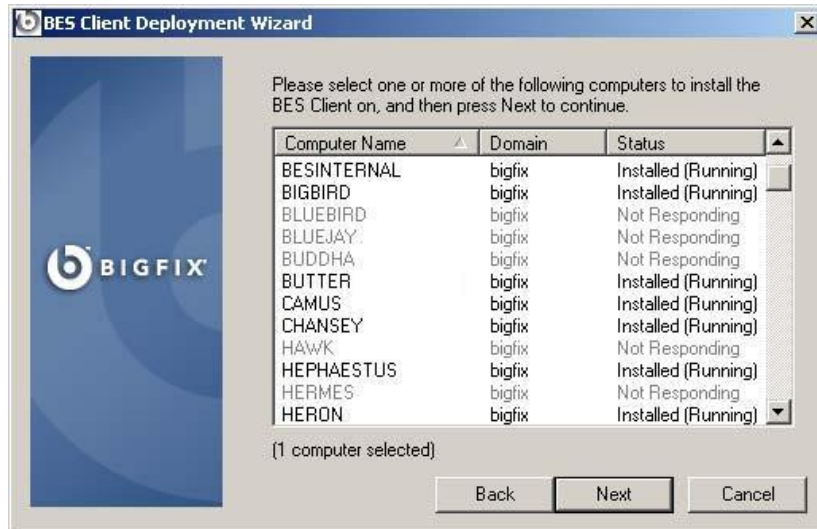 BES Client Deployment Wizard
BIGFIX
Please select one or more of the following computers to install the
BES Client on, and then press Next to continue.
Computer Name Domain Status
BESINTERNAL bigfix Installed (Running)
BIGBIRD bigfix Installed (Running)
BLUEBIRD bigfix Not Responding
BLUEJAY bigfix Not Responding
BUDDHA bigfix Not Responding
BUTTER bigfix Installed (Running)
CAMUS bigfix Installed (Running)
CHANSEY bigfix Installed (Running)
HAWK bigfix Not Responding
HEPHAESTUS bigfix Installed (Running)
HERMES bigfix Not Responding
HERON bigfix Installed (Running)
(1 computer selected)
Back Next Cancel